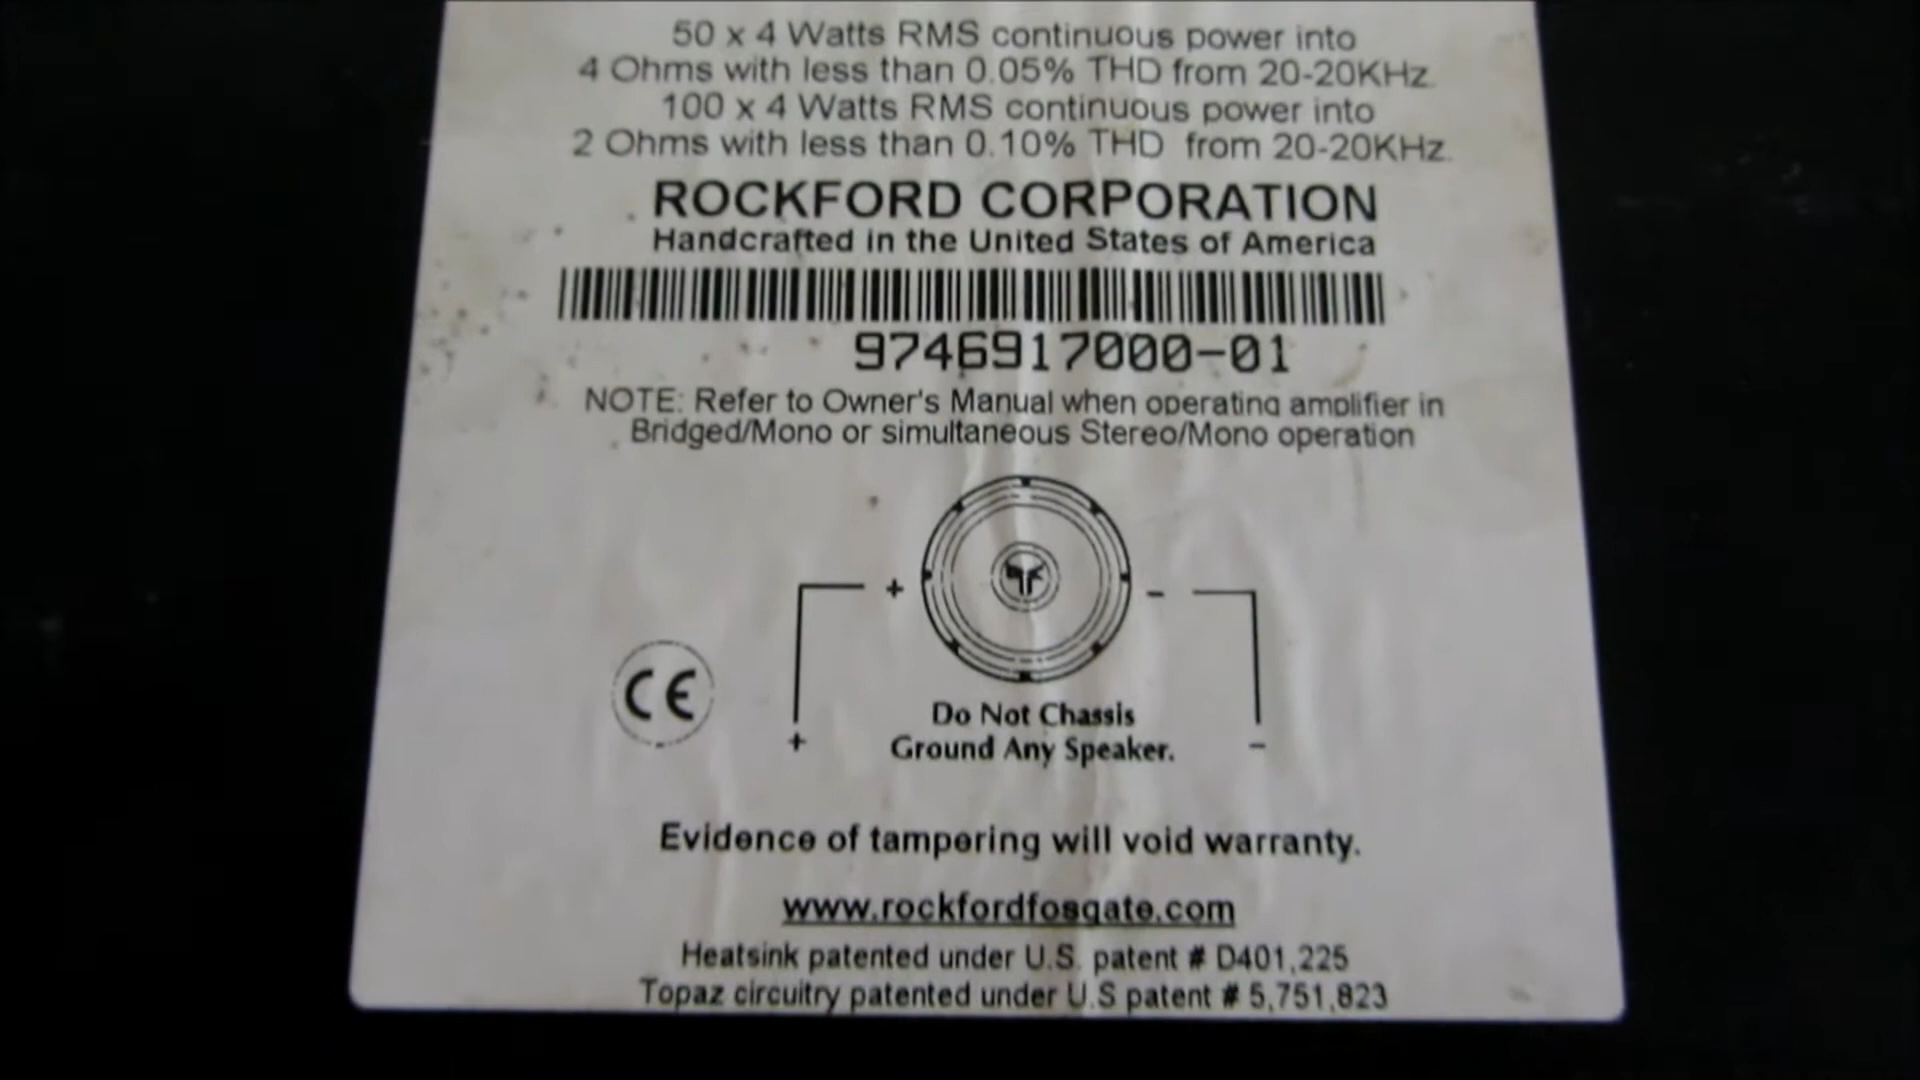 50 x 4 Watts RMS continuous power into
4 Ohms with less than 0.05% THD from 20-20KHz.
100 x 4 Watts RMS continuous power into
2 Ohms with less than 0.10% THD from 20-20KHz.
ROCKFORD CORPORATION
Handcrafted in the United States of America
9746917000-01
NOTE: Refer to Owner's Manual when operating amplifier in
Bridged/Mono or simultaneous Stereo/Mono operation
+ -
CE
+ -
Do Not Chassis
Ground Any Speaker.
Evidence of tampering will void warranty.
www.rockfordfosgate.com
Heatsink patented under U.S. patent # D401,225
Topaz circuitry patented under U.S patent # 5,751,823